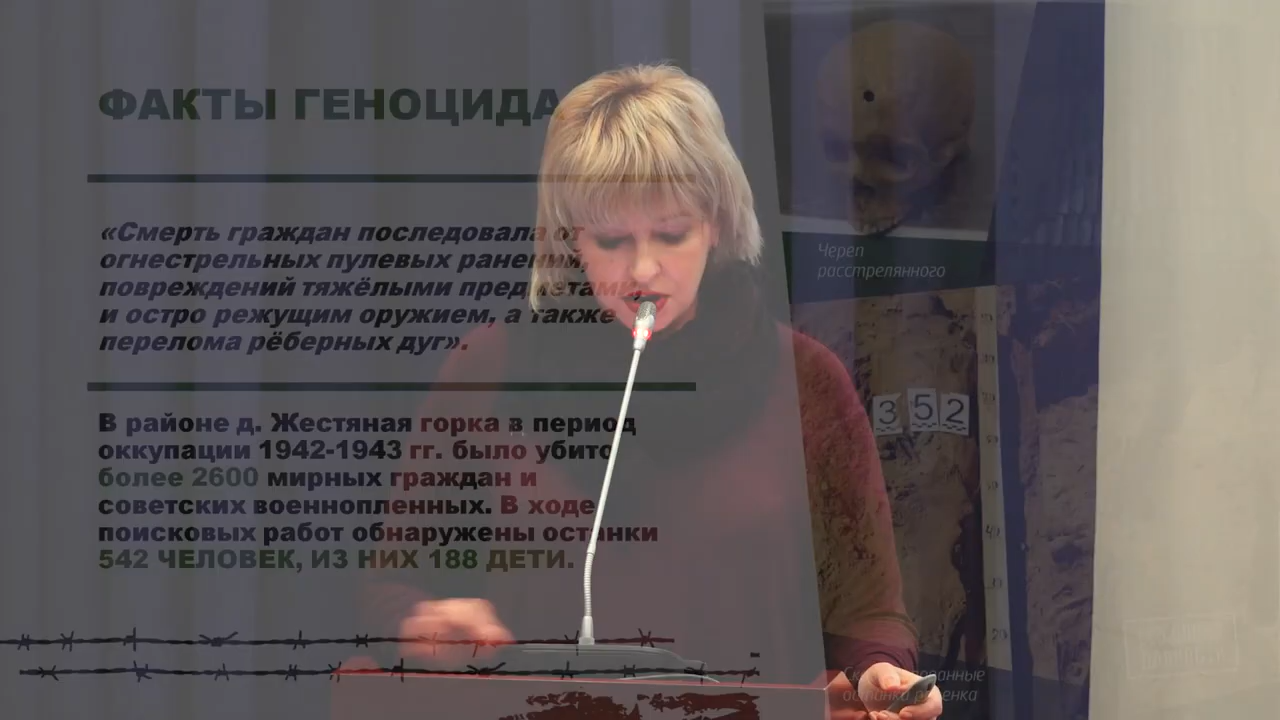 ФАКТЫ ГЕНОЦИДА
«Смерть граждан последовала от
огнестрельных пулевых ранений,
повреждений тяжёлыми предметами,
и остро режущим оружием, а также
перелома рёберных дуг».
В районе д. Жестяная горка в период
оккупации 1942-1943 гг. было убито
более 2600 мирных граждан и
советских военнопленных. В ходе
поисковых работ обнаружены останки
542 ЧЕЛОВЕК, ИЗ НИХ 188 ДЕТИ.
Череп
расстрелянного
352
останка ребенка